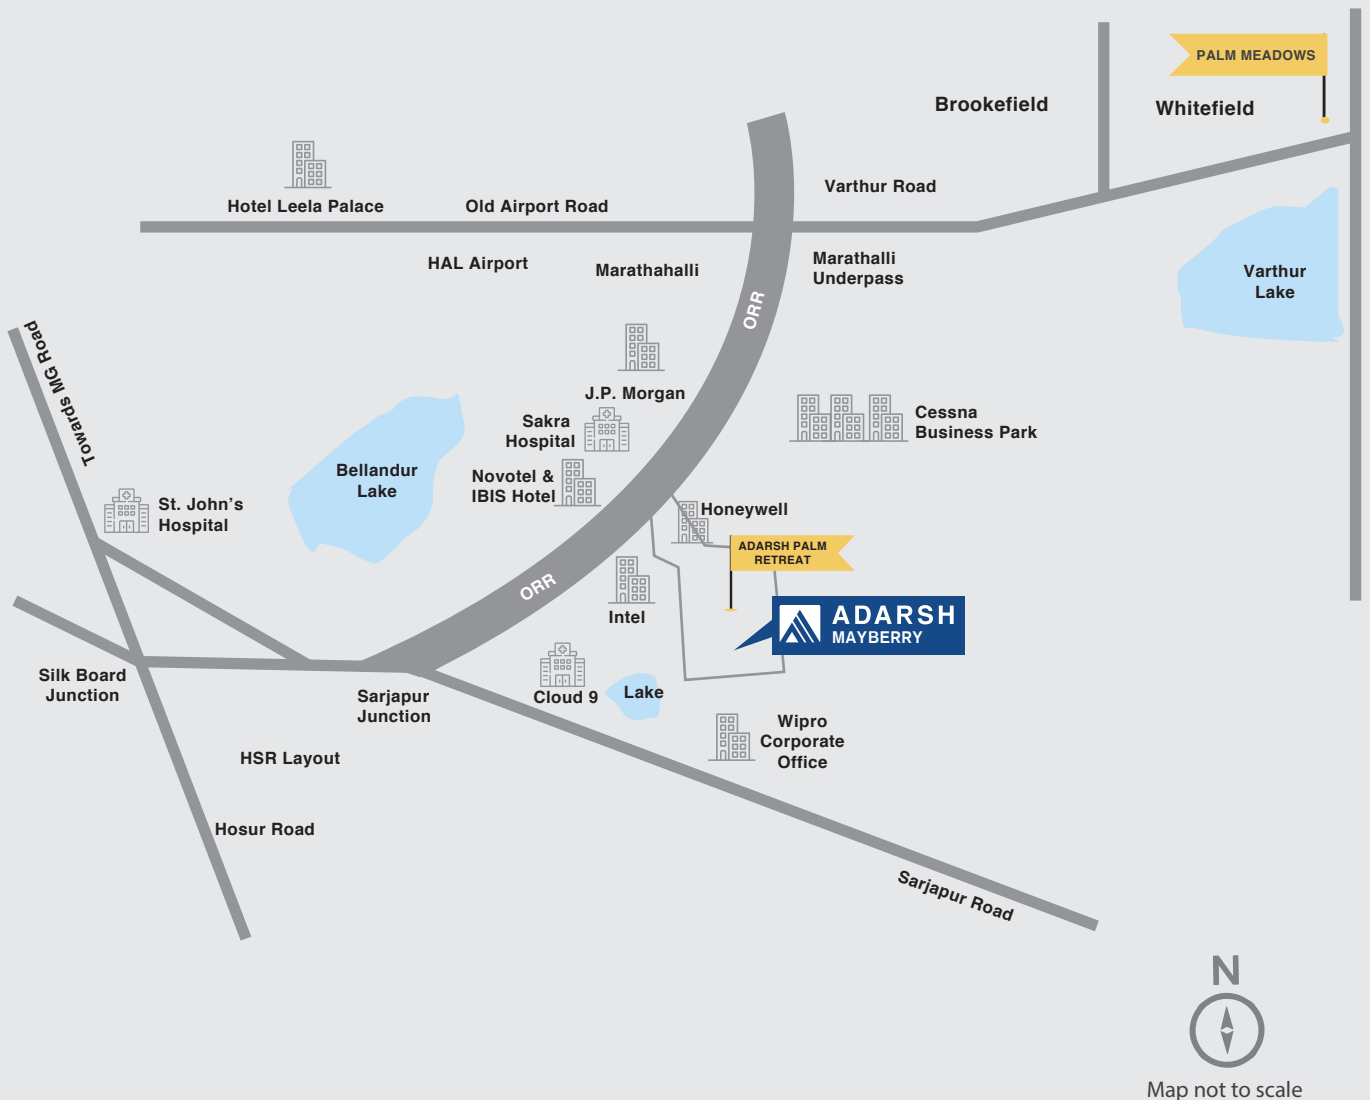 PALM MEADOWS
Brookefield
Whitefield
Varthur Road
Hotel Leela Palace
Old Airport Road
HAL Airport
Marathahalli
Marathalli
Underpass
Varthur
Lake
ORR
Towards MG Road
J.P. Morgan
Sakra
Hospital
Cessna
Business Park
Bellandur
Lake
Novotel &
IBIS Hotel
St. John’s
Hospital
Honeywell
ADARSH PALM
RETREAT
ORR
Intel
ADARSH
MAYBERRY
Silk Board
Junction
Sarjapur
Junction
Cloud 9
Lake
Wipro
Corporate
Office
HSR Layout
Hosur Road
Sarjapur Road
N
Map not to scale